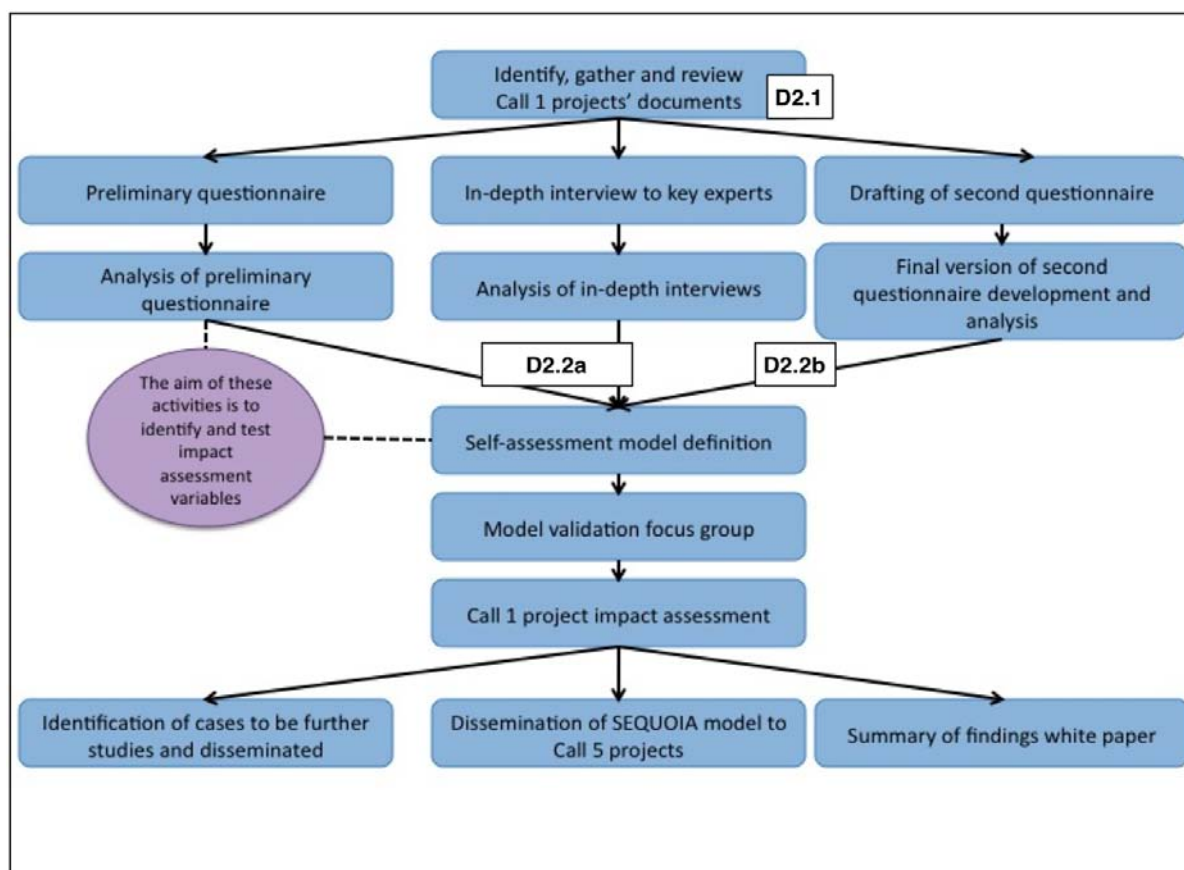 Identify, gather and review
Call 1 projects' documents
D2.1
Preliminary questionnaire
In-depth interview to key experts
Drafting of second questionnaire
Analysis of preliminary
questionnaire
Analysis of in-depth interviews
Final version of second
questionnaire development and
analysis
D2.2a
D2.2b
The aim of these
activities is to
identify and test
impact
assessment
variables
Self-assessment model definition
Model validation focus group
Call 1 project impact assessment
Identification of cases to be further
studies and disseminated
Dissemination of SEQUOIA model to
Call 5 projects
Summary of findings white paper